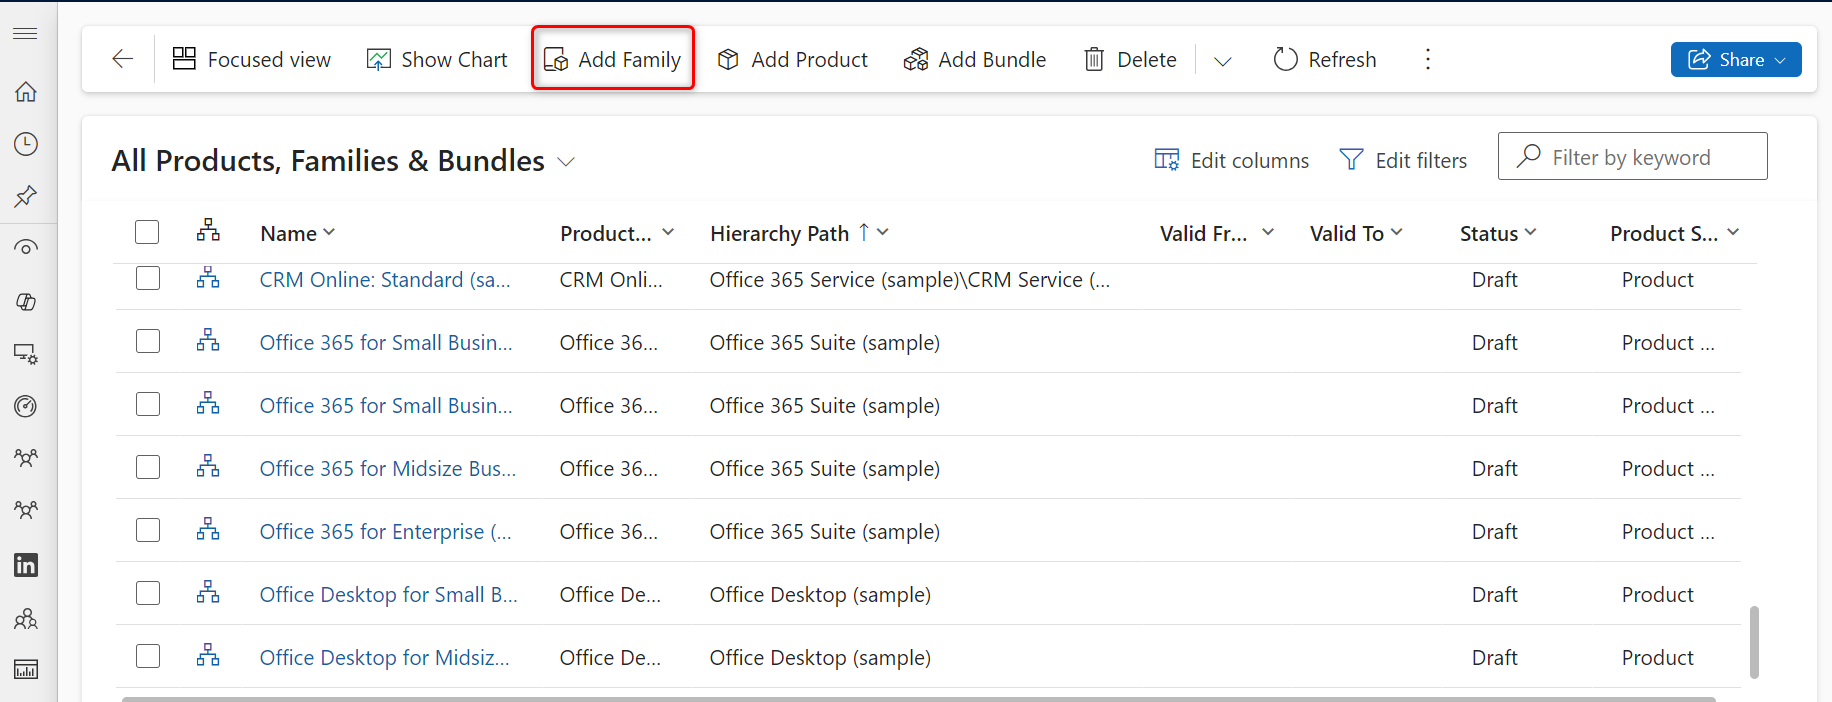 Focused view Show Chart Add Family Add Product Add Bundle Delete Refresh Share
All Products, Families & Bundles Edit columns Edit filters Filter by keyword
Name Product... Hierarchy Path Valid Fr... Valid To Status Product S...
CRM Online: Standard (sa... CRM Onli... Office 365 Service (sample)\CRM Service (... Draft Product
Office 365 for Small Busin... Office 36... Office 365 Suite (sample) Draft Product ...
Office 365 for Small Busin... Office 36... Office 365 Suite (sample) Draft Product ...
Office 365 for Midsize Bus... Office 36... Office 365 Suite (sample) Draft Product ...
Office 365 for Enterprise (... Office 36... Office 365 Suite (sample) Draft Product ...
in Office Desktop for Small B... Office De... Office Desktop (sample) Draft Product
Office Desktop for Midsiz... Office De... Office Desktop (sample) Draft Product